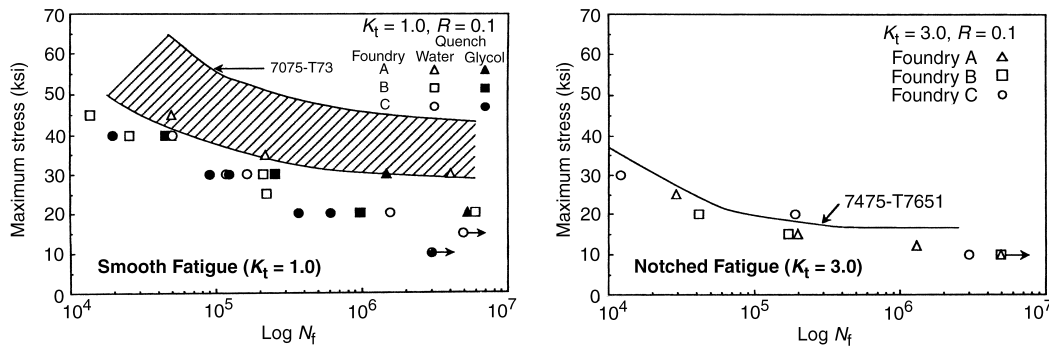 K_t = 1.0, R = 0.1
Quench
Foundry Water Glycol
A
B
C
7075-T73
Smooth Fatigue (K_t = 1.0)
Maximum stress (ksi)
70
60
50
40
30
20
10
0
10^4 10^5 10^6 10^7
Log N_f
K_t = 3.0, R = 0.1
Foundry A
Foundry B
Foundry C
7475-T7651
Notched Fatigue (K_t = 3.0)
Maximum stress (ksi)
70
60
50
40
30
20
10
0
10^4 10^5 10^6 10^7
Log N_f